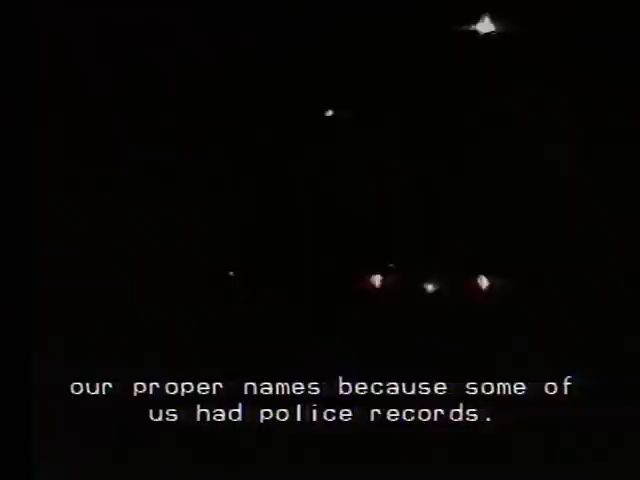 our proper names because some of
us had police records.